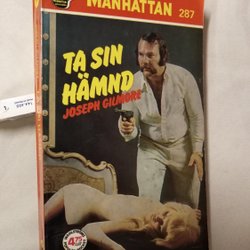 MANHATTAN
287
TA SIN
HÄMND
JOSEPH GILMORE